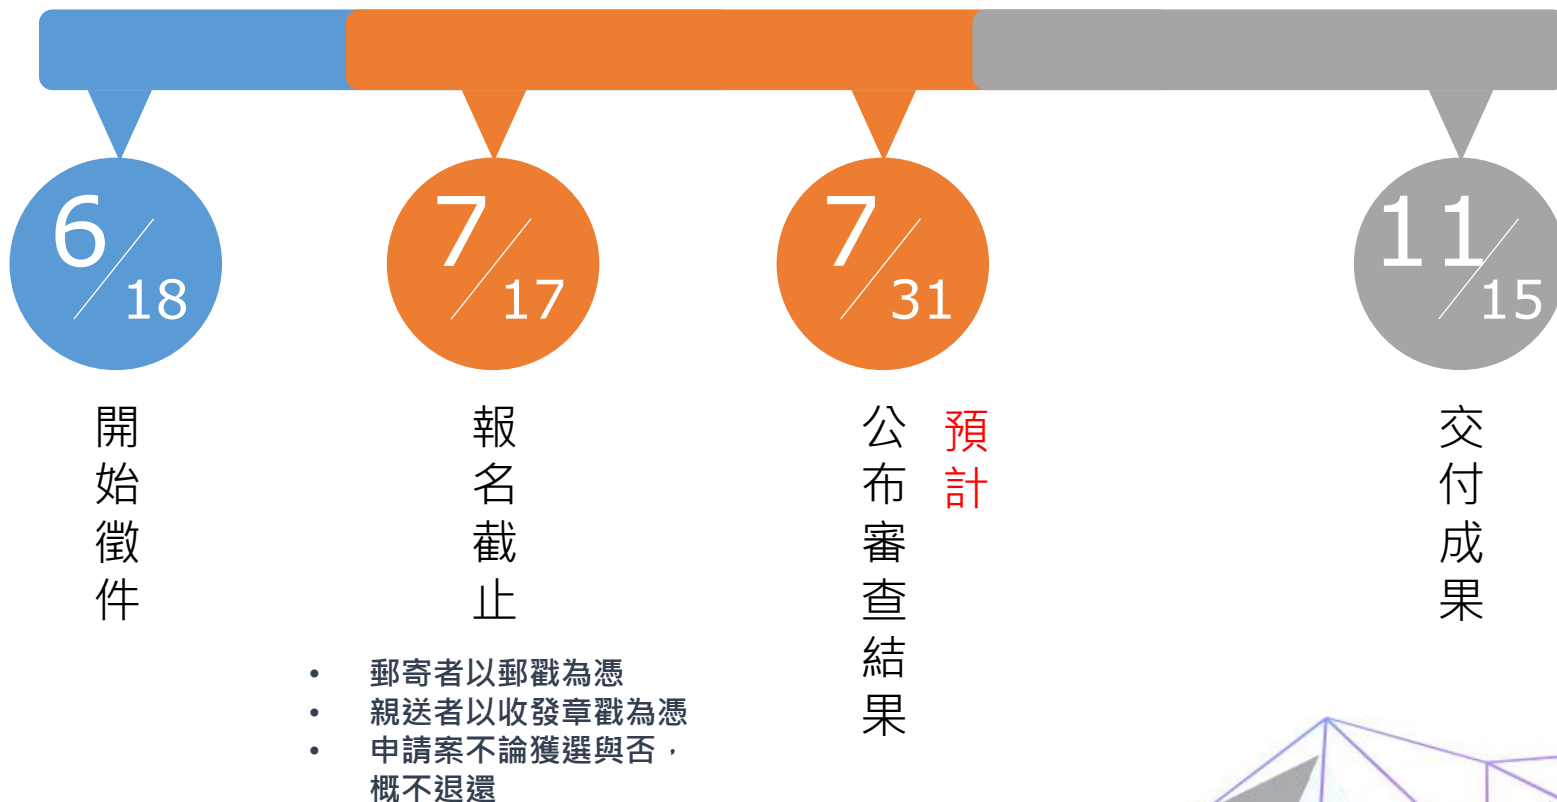 6/18
開始徵件
7/17
報名截止
• 郵寄者以郵戳為憑
• 親送者以收發章戳為憑
• 申請案不論獲選與否，
概不退還
7/31
公布審查結果
預計
11/15
交付成果